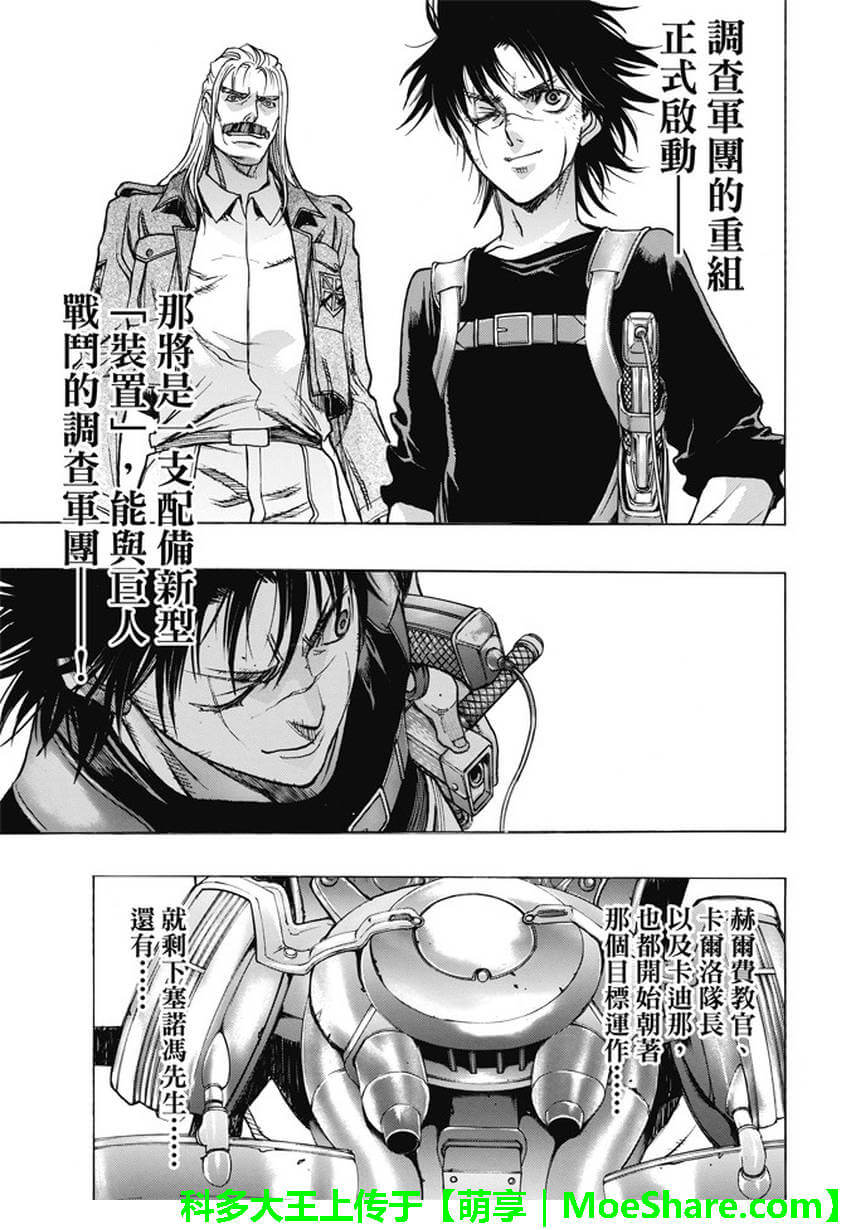 調查軍團的重組
正式啟動——
那將是一支配備新型
「裝置」，能與巨人
戰鬥的調查軍團——！
赫爾費教官、
卡爾洛隊長
以及卡迪那，
也都開始朝著
那個目標運作……
就剩下塞諾馮先生……
還有……
科多大王上传于【萌享｜MoeShare.com】